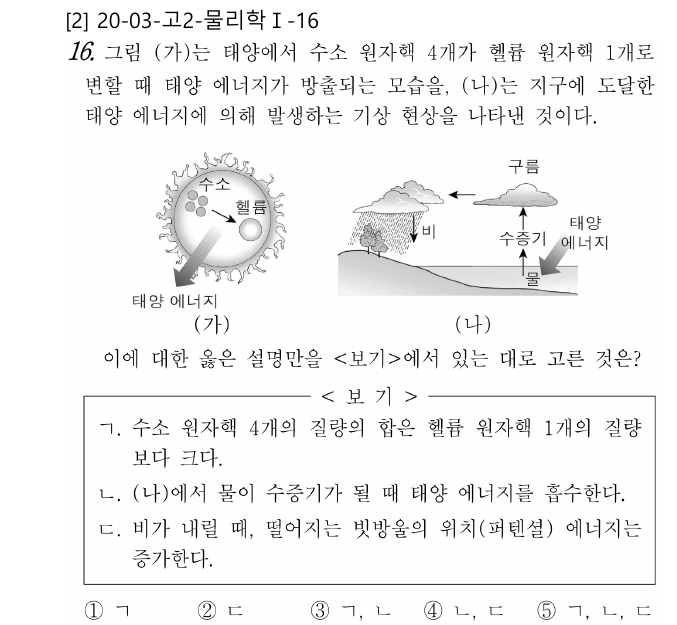 [2] 20-03-고2-물리학Ⅰ-16
16. 그림 (가)는 태양에서 수소 원자핵 4개가 헬륨 원자핵 1개로
변할 때 태양 에너지가 방출되는 모습을, (나)는 지구에 도달한
태양 에너지에 의해 발생하는 기상 현상을 나타낸 것이다.
수소
헬륨
태양 에너지
(가)
구름
비
수증기
태양
에너지
물
(나)
이에 대한 옳은 설명만을 <보기>에서 있는 대로 고른 것은?
< 보 기 >
ㄱ. 수소 원자핵 4개의 질량의 합은 헬륨 원자핵 1개의 질량
보다 크다.
ㄴ. (나)에서 물이 수증기가 될 때 태양 에너지를 흡수한다.
ㄷ. 비가 내릴 때, 떨어지는 빗방울의 위치(퍼텐셜) 에너지는
증가한다.
① ㄱ ② ㄷ ③ ㄱ, ㄴ ④ ㄴ, ㄷ ⑤ ㄱ, ㄴ, ㄷ